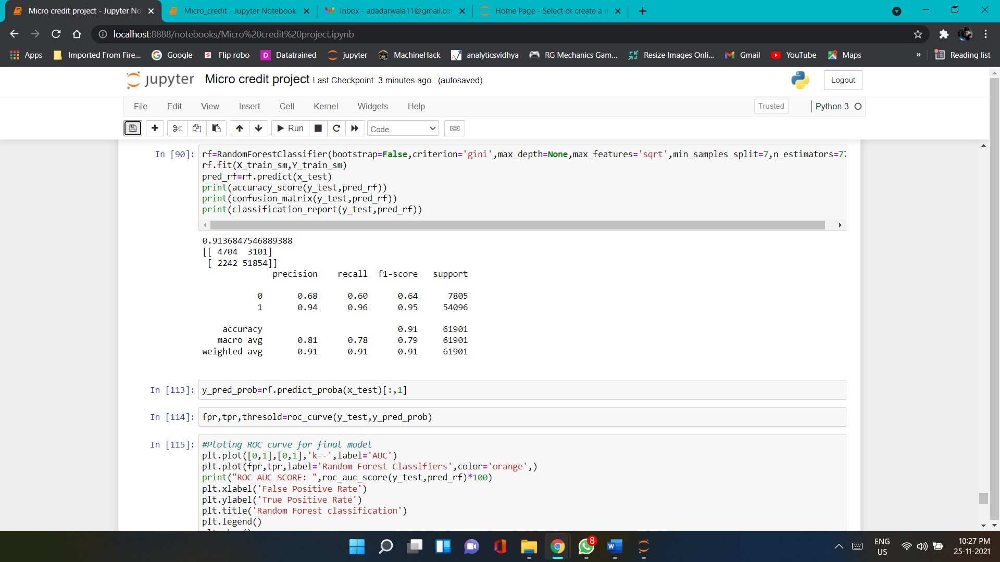 Micro credit project - Jupyter No
Micro_credit - Jupyter Notebook
Inbox - adadarwala11@gmail.co
Home Page - Select or create a n
localhost:8888/notebooks/Micro%20credit%20project.ipynb
Apps
Imported From Fire...
Google
Flip robo
Datatrained
jupyter
MachineHack
analyticsvidhya
RG Mechanics Gam...
Resize Images Onli...
Gmail
YouTube
Maps
»
Reading list
jupyter Micro credit project Last Checkpoint: 3 minutes ago (autosaved)
Logout
File Edit View Insert Cell Kernel Widgets Help
Trusted
Python 3
Run
Code
In [90]: rf=RandomForestClassifier(bootstrap=False,criterion='gini',max_depth=None,max_features='sqrt',min_samples_split=7,n_estimators=77
rf.fit(X_train_sm,Y_train_sm)
pred_rf=rf.predict(x_test)
print(accuracy_score(y_test,pred_rf))
print(confusion_matrix(y_test,pred_rf))
print(classification_report(y_test,pred_rf))
0.9136847546889388
[[ 4704  3101]
 [ 2242 51854]]
precision recall f1-score support
0 0.68 0.60 0.64 7805
1 0.94 0.96 0.95 54096
accuracy 0.91 61901
macro avg 0.81 0.78 0.79 61901
weighted avg 0.91 0.91 0.91 61901
In [113]: y_pred_prob=rf.predict_proba(x_test)[:,1]
In [114]: fpr,tpr,thresold=roc_curve(y_test,y_pred_prob)
In [115]: #Ploting ROC curve for final model
plt.plot([0,1],[0,1],'k--',label='AUC')
plt.plot(fpr,tpr,label='Random Forest Classifiers',color='orange',)
print("ROC AUC SCORE: ",roc_auc_score(y_test,pred_rf)*100)
plt.xlabel('False Positive Rate')
plt.ylabel('True Positive Rate')
plt.title('Random Forest classification')
plt.legend()
8
ENG
US
10:27 PM
25-11-2021